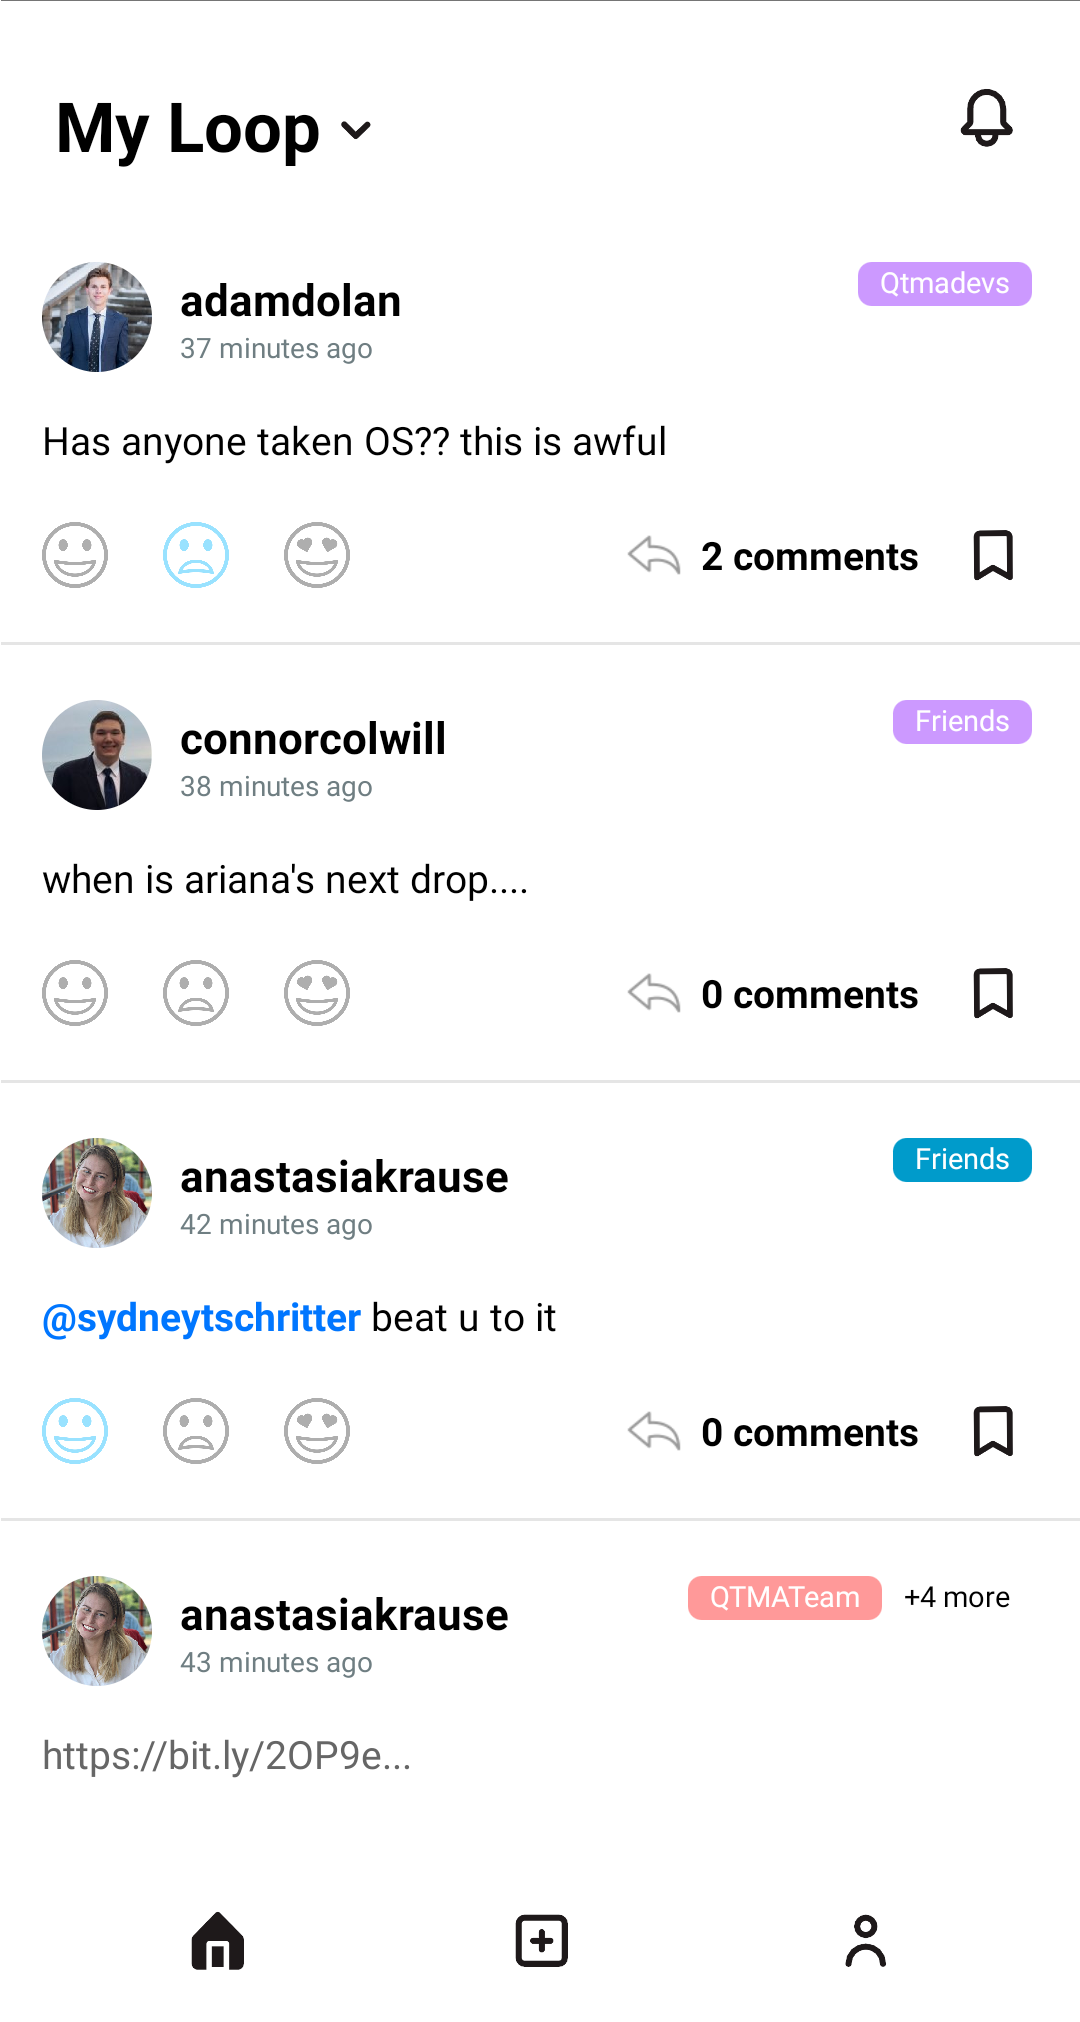 My Loop
adamdolan
Qtmadevs
37 minutes ago
Has anyone taken OS?? this is awful
2 comments
connorcolwill
Friends
38 minutes ago
when is ariana's next drop....
0 comments
anastasiakrause
Friends
42 minutes ago
@sydneytschritter beat u to it
0 comments
anastasiakrause
QTMATeam +4 more
43 minutes ago
https://bit.ly/2OP9e...